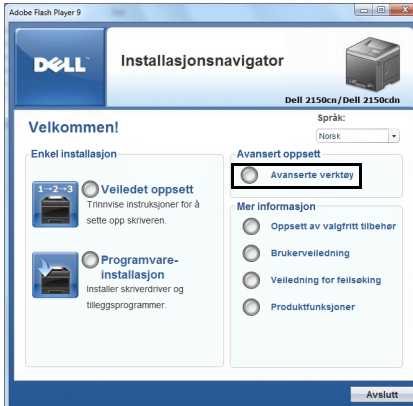 Adobe Flash Player 9
DELL
Installasjonsnavigator
Dell 2150cn/Dell 2150cdn
Velkommen!
Språk:
Norsk
Enkel installasjon
1→2→3
Veiledet oppsett
Trinnvise instruksjoner for å
sette opp skriveren.
Programvare-
installasjon
Installer skriverdriver og
tilleggsprogrammer.
Avansert oppsett
Avanserte verktøy
Mer informasjon
Oppsett av valgfritt tilbehør
Brukerveiledning
Veiledning for feilsøking
Produktfunksjoner
Avslutt